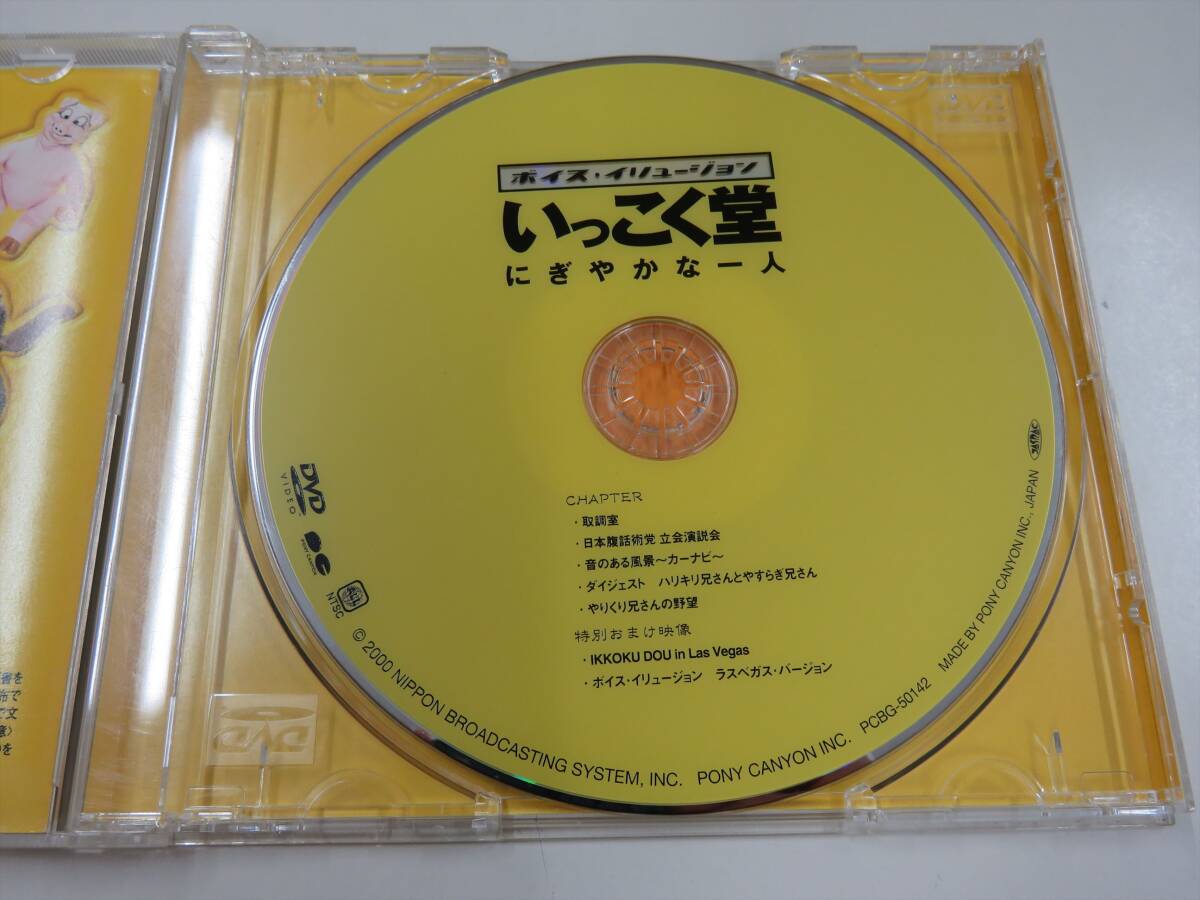 ボイス・イリュージョン
いっこく堂
にぎやかな一人
CHAPTER
・取調室
・日本腹話術党 立会演説会
・音のある風景〜カーナビ〜
・ダイジェスト ハリキリ兄さんとやすらぎ兄さん
・やりくり兄さんの野望
特別おまけ映像
・IKKOKU DOU in Las Vegas
・ボイス・イリュージョン ラスベガス・バージョン
DVD
VIDEO
PONY CANYON
NTSC
© 2000 NIPPON BROADCASTING SYSTEM, INC. PONY CANYON INC. PCBG-50142 MADE BY PONY CANYON INC., JAPAN
JASRAC
DVD
DVD